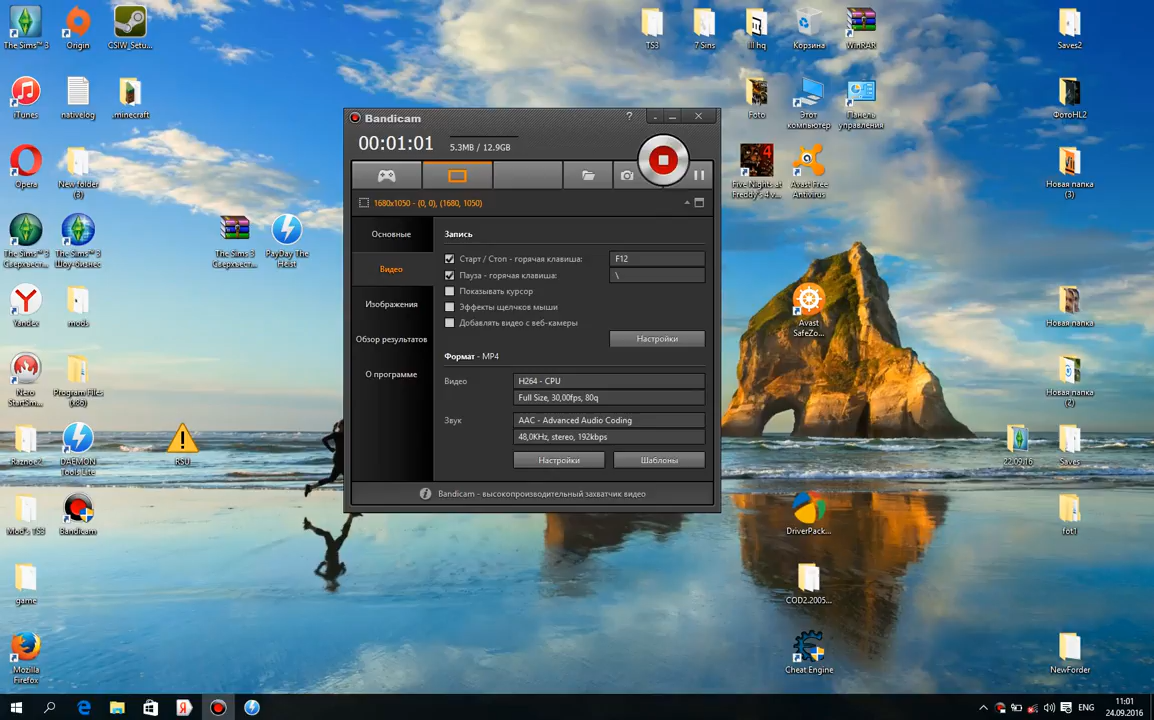 The Sims™ 3
Origin
CSIW_Setu...
TS3
7 Sins
Ill hq
Корзина
WinRAR
Saves2
iTunes
nativelog
.minecraft
Foto
Этот компьютер
Панель управления
ФотоHL2
Opera
New folder (3)
Five Nights at Freddy's 4 v...
Avast Free Antivirus
Новая папка (3)
The Sims™ 3 Сверхъест...
The Sims™ 3 Шоу-бизнес
The Sims 3 Сверхъест...
PayDay The Heist
Yandex
mods
Avast SafeZo...
Новая папка
Nero StartSm...
Program Files (x86)
Новая папка (2)
Raznoe2
DAEMON Tools Lite
RSU
22.09.16
Saves
Mod's TS3
Bandicam
DriverPack...
fot1
game
COD2.2005...
Mozilla Firefox
Cheat Engine
NewForder
Bandicam
?
00:01:01
5.3MB / 12.9GB
1680x1050 - (0, 0), (1680, 1050)
Основные
Видео
Изображения
Обзор результатов
О программе
Запись
Старт / Стоп - горячая клавиша:
F12
Пауза - горячая клавиша:
\
Показывать курсор
Эффекты щелчков мыши
Добавлять видео с веб-камеры
Настройки
Формат - MP4
Видео
H264 - CPU
Full Size, 30,00fps, 80q
Звук
AAC - Advanced Audio Coding
48,0KHz, stereo, 192kbps
Настройки
Шаблоны
Bandicam - высокопроизводительный захватчик видео
ENG
11:01
24.09.2016